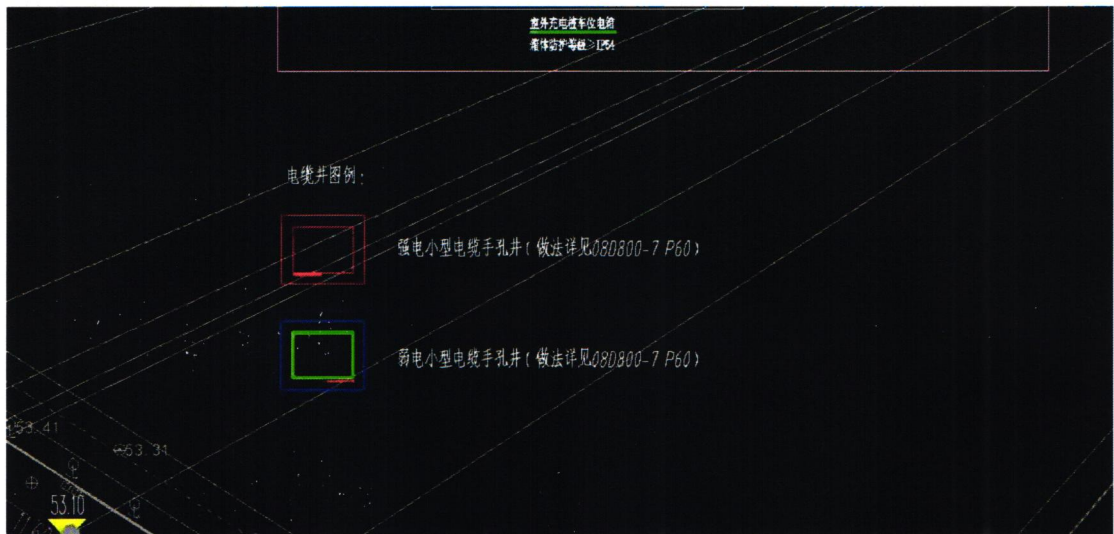 室外充电桩车位电箱
箱体防护等级≥IP54
电缆井图例：
强电小型电缆手孔井（做法详见08D800-7 P60）
弱电小型电缆手孔井（做法详见08D800-7 P60）
53.41
53.31
53.10